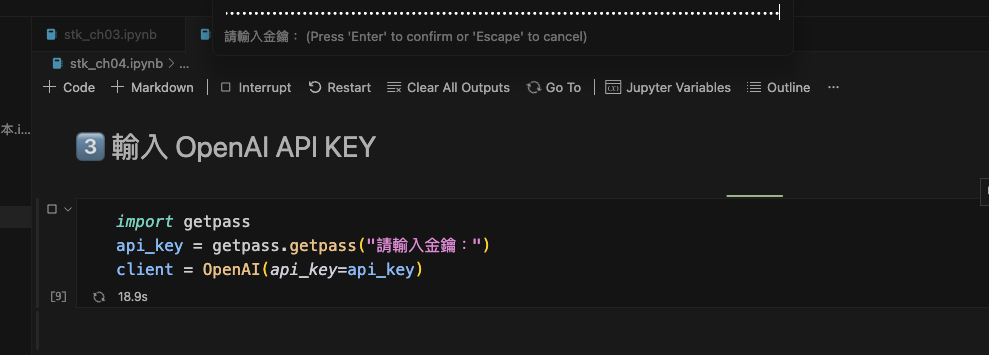 請輸入金鑰： (Press 'Enter' to confirm or 'Escape' to cancel)
stk_ch03.ipynb
stk_ch04.ipynb > ...
+ Code + Markdown | Interrupt Restart Clear All Outputs Go To | Jupyter Variables Outline ...
本.i...
3 輸入 OpenAI API KEY
import getpass
api_key = getpass.getpass("請輸入金鑰：")
client = OpenAI(api_key=api_key)
[9] 18.9s